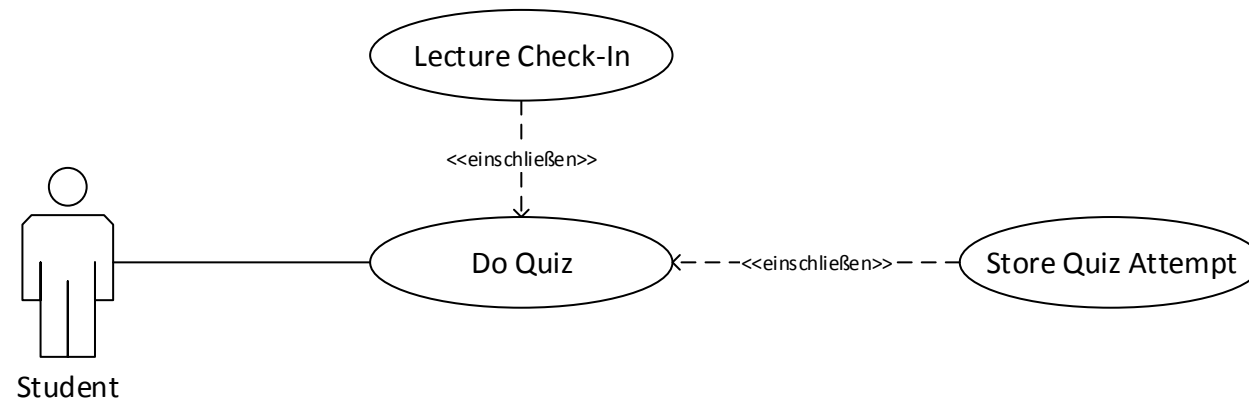 Lecture Check-In
<<einschließen>>
Do Quiz
<<einschließen>>
Store Quiz Attempt
Student